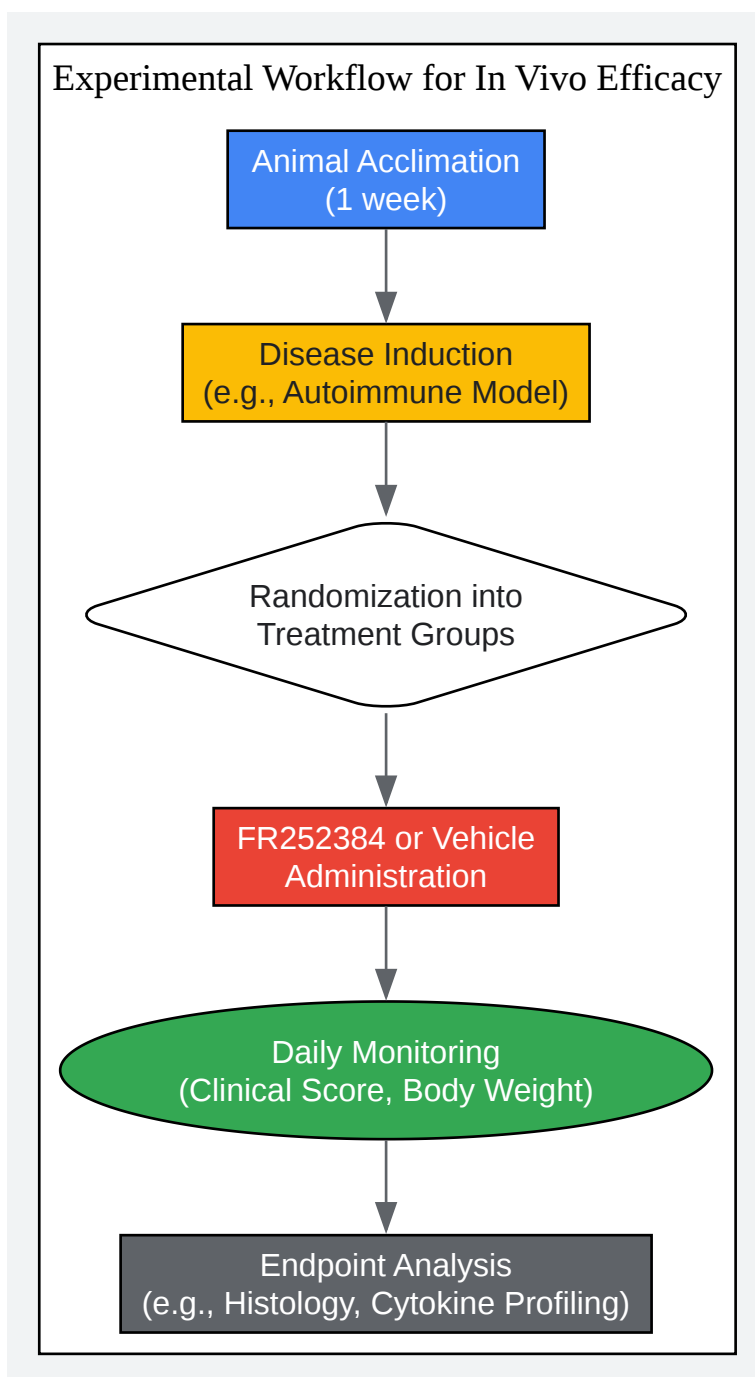 Experimental Workflow for In Vivo Efficacy
Animal Acclimation
(1 week)
Disease Induction
(e.g., Autoimmune Model)
Randomization into
Treatment Groups
FR252384 or Vehicle
Administration
Daily Monitoring
(Clinical Score, Body Weight)
Endpoint Analysis
(e.g., Histology, Cytokine Profiling)